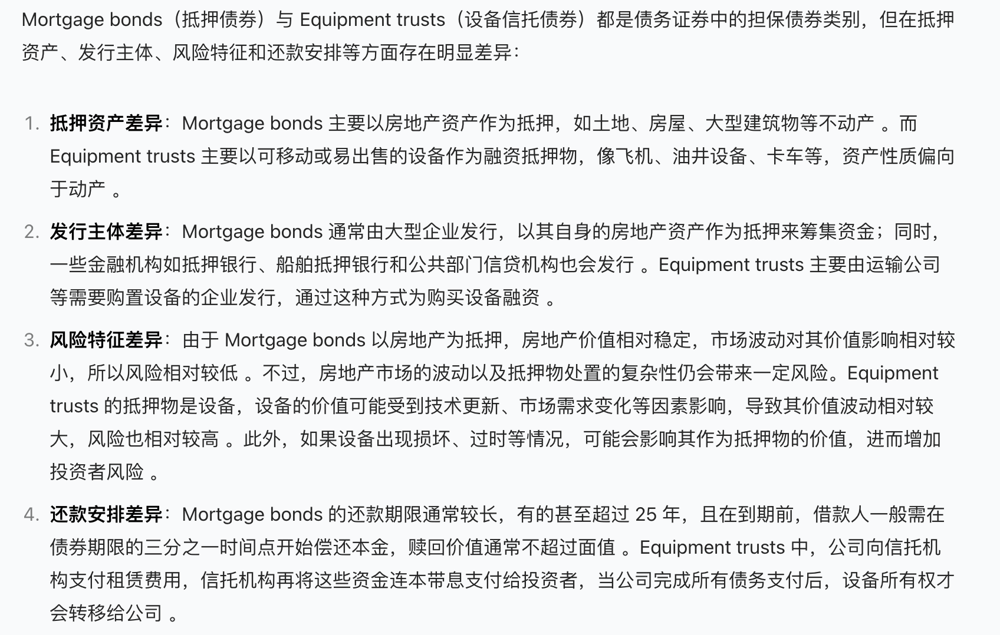 Mortgage bonds（抵押债券）与 Equipment trusts（设备信托债券）都是债务证券中的担保债券类别，但在抵押
资产、发行主体、风险特征和还款安排等方面存在明显差异：
1. 抵押资产差异：Mortgage bonds 主要以房地产资产作为抵押，如土地、房屋、大型建筑物等不动产 。而
Equipment trusts 主要以可移动或易出售的设备作为融资抵押物，像飞机、油井设备、卡车等，资产性质偏向
于动产 。
2. 发行主体差异：Mortgage bonds 通常由大型企业发行，以其自身的房地产资产作为抵押来筹集资金；同时，
一些金融机构如抵押银行、船舶抵押银行和公共部门信贷机构也会发行 。Equipment trusts 主要由运输公司
等需要购置设备的企业发行，通过这种方式为购买设备融资 。
3. 风险特征差异：由于 Mortgage bonds 以房地产为抵押，房地产价值相对稳定，市场波动对其价值影响相对较
小，所以风险相对较低 。不过，房地产市场的波动以及抵押物处置的复杂性仍会带来一定风险。Equipment
trusts 的抵押物是设备，设备的价值可能受到技术更新、市场需求变化等因素影响，导致其价值波动相对较
大，风险也相对较高 。此外，如果设备出现损坏、过时等情况，可能会影响其作为抵押物的价值，进而增加
投资者风险 。
4. 还款安排差异：Mortgage bonds 的还款期限通常较长，有的甚至超过 25 年，且在到期前，借款人一般需在
债券期限的三分之一时间点开始偿还本金，赎回价值通常不超过面值 。Equipment trusts 中，公司向信托机
构支付租赁费用，信托机构再将这些资金连本带息支付给投资者，当公司完成所有债务支付后，设备所有权才
会转移给公司 。